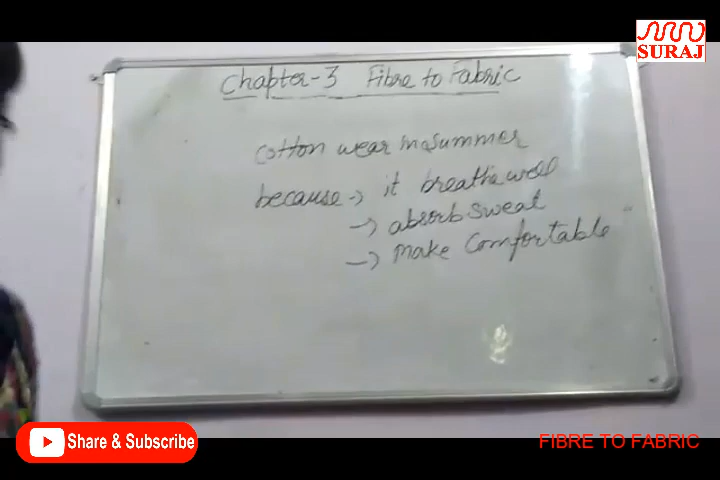 SURAJ
Chapter-3 Fibre to Fabric
Cotton wear in summer
because → it breathe well
→ absorb sweat
→ Make Comfortable
Share & Subscribe
FIBRE TO FABRIC